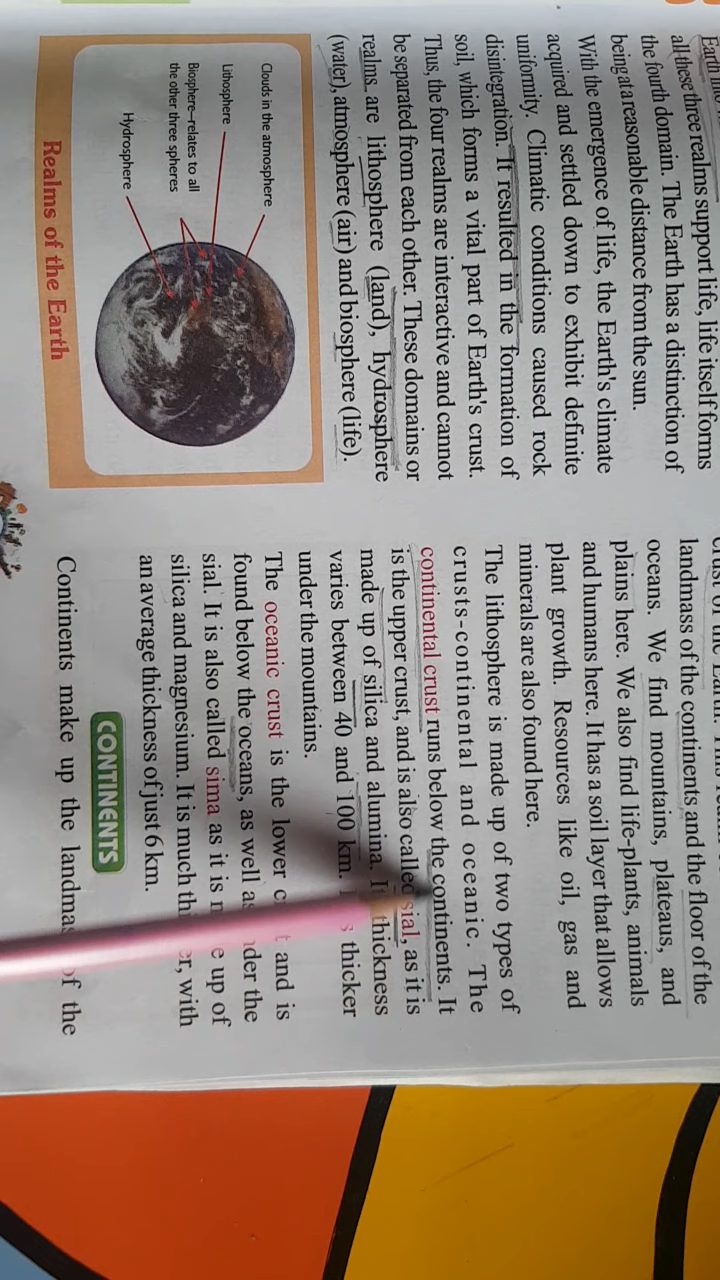 all these three realms support life, life itself forms
the fourth domain. The Earth has a distinction of
being at a reasonable distance from the sun.
With the emergence of life, the Earth's climate
acquired and settled down to exhibit definite
uniformity. Climatic conditions caused rock
disintegration. It resulted in the formation of
soil, which forms a vital part of Earth's crust.
Thus, the four realms are interactive and cannot
be separated from each other. These domains or
realms are lithosphere (land), hydrosphere
(water), atmosphere (air) and biosphere (life).
Clouds in the atmosphere
Lithosphere
Biosphere–relates to all
the other three spheres
Hydrosphere
Realms of the Earth
landmass of the continents and the floor of the
oceans. We find mountains, plateaus, and
plains here. We also find life-plants, animals
and humans here. It has a soil layer that allows
plant growth. Resources like oil, gas and
minerals are also found here.
The lithosphere is made up of two types of
crusts-continental and oceanic. The
continental crust runs below the continents. It
is the upper crust, and is also called sial, as it is
made up of silica and alumina. It thickness
varies between 40 and 100 km. thicker
under the mountains.
The oceanic crust is the lower and is
found below the oceans, as well as the
sial. It is also called sima as it is up of
silica and magnesium. It is much with
an average thickness of just 6 km.
CONTINENTS
Continents make up the of the